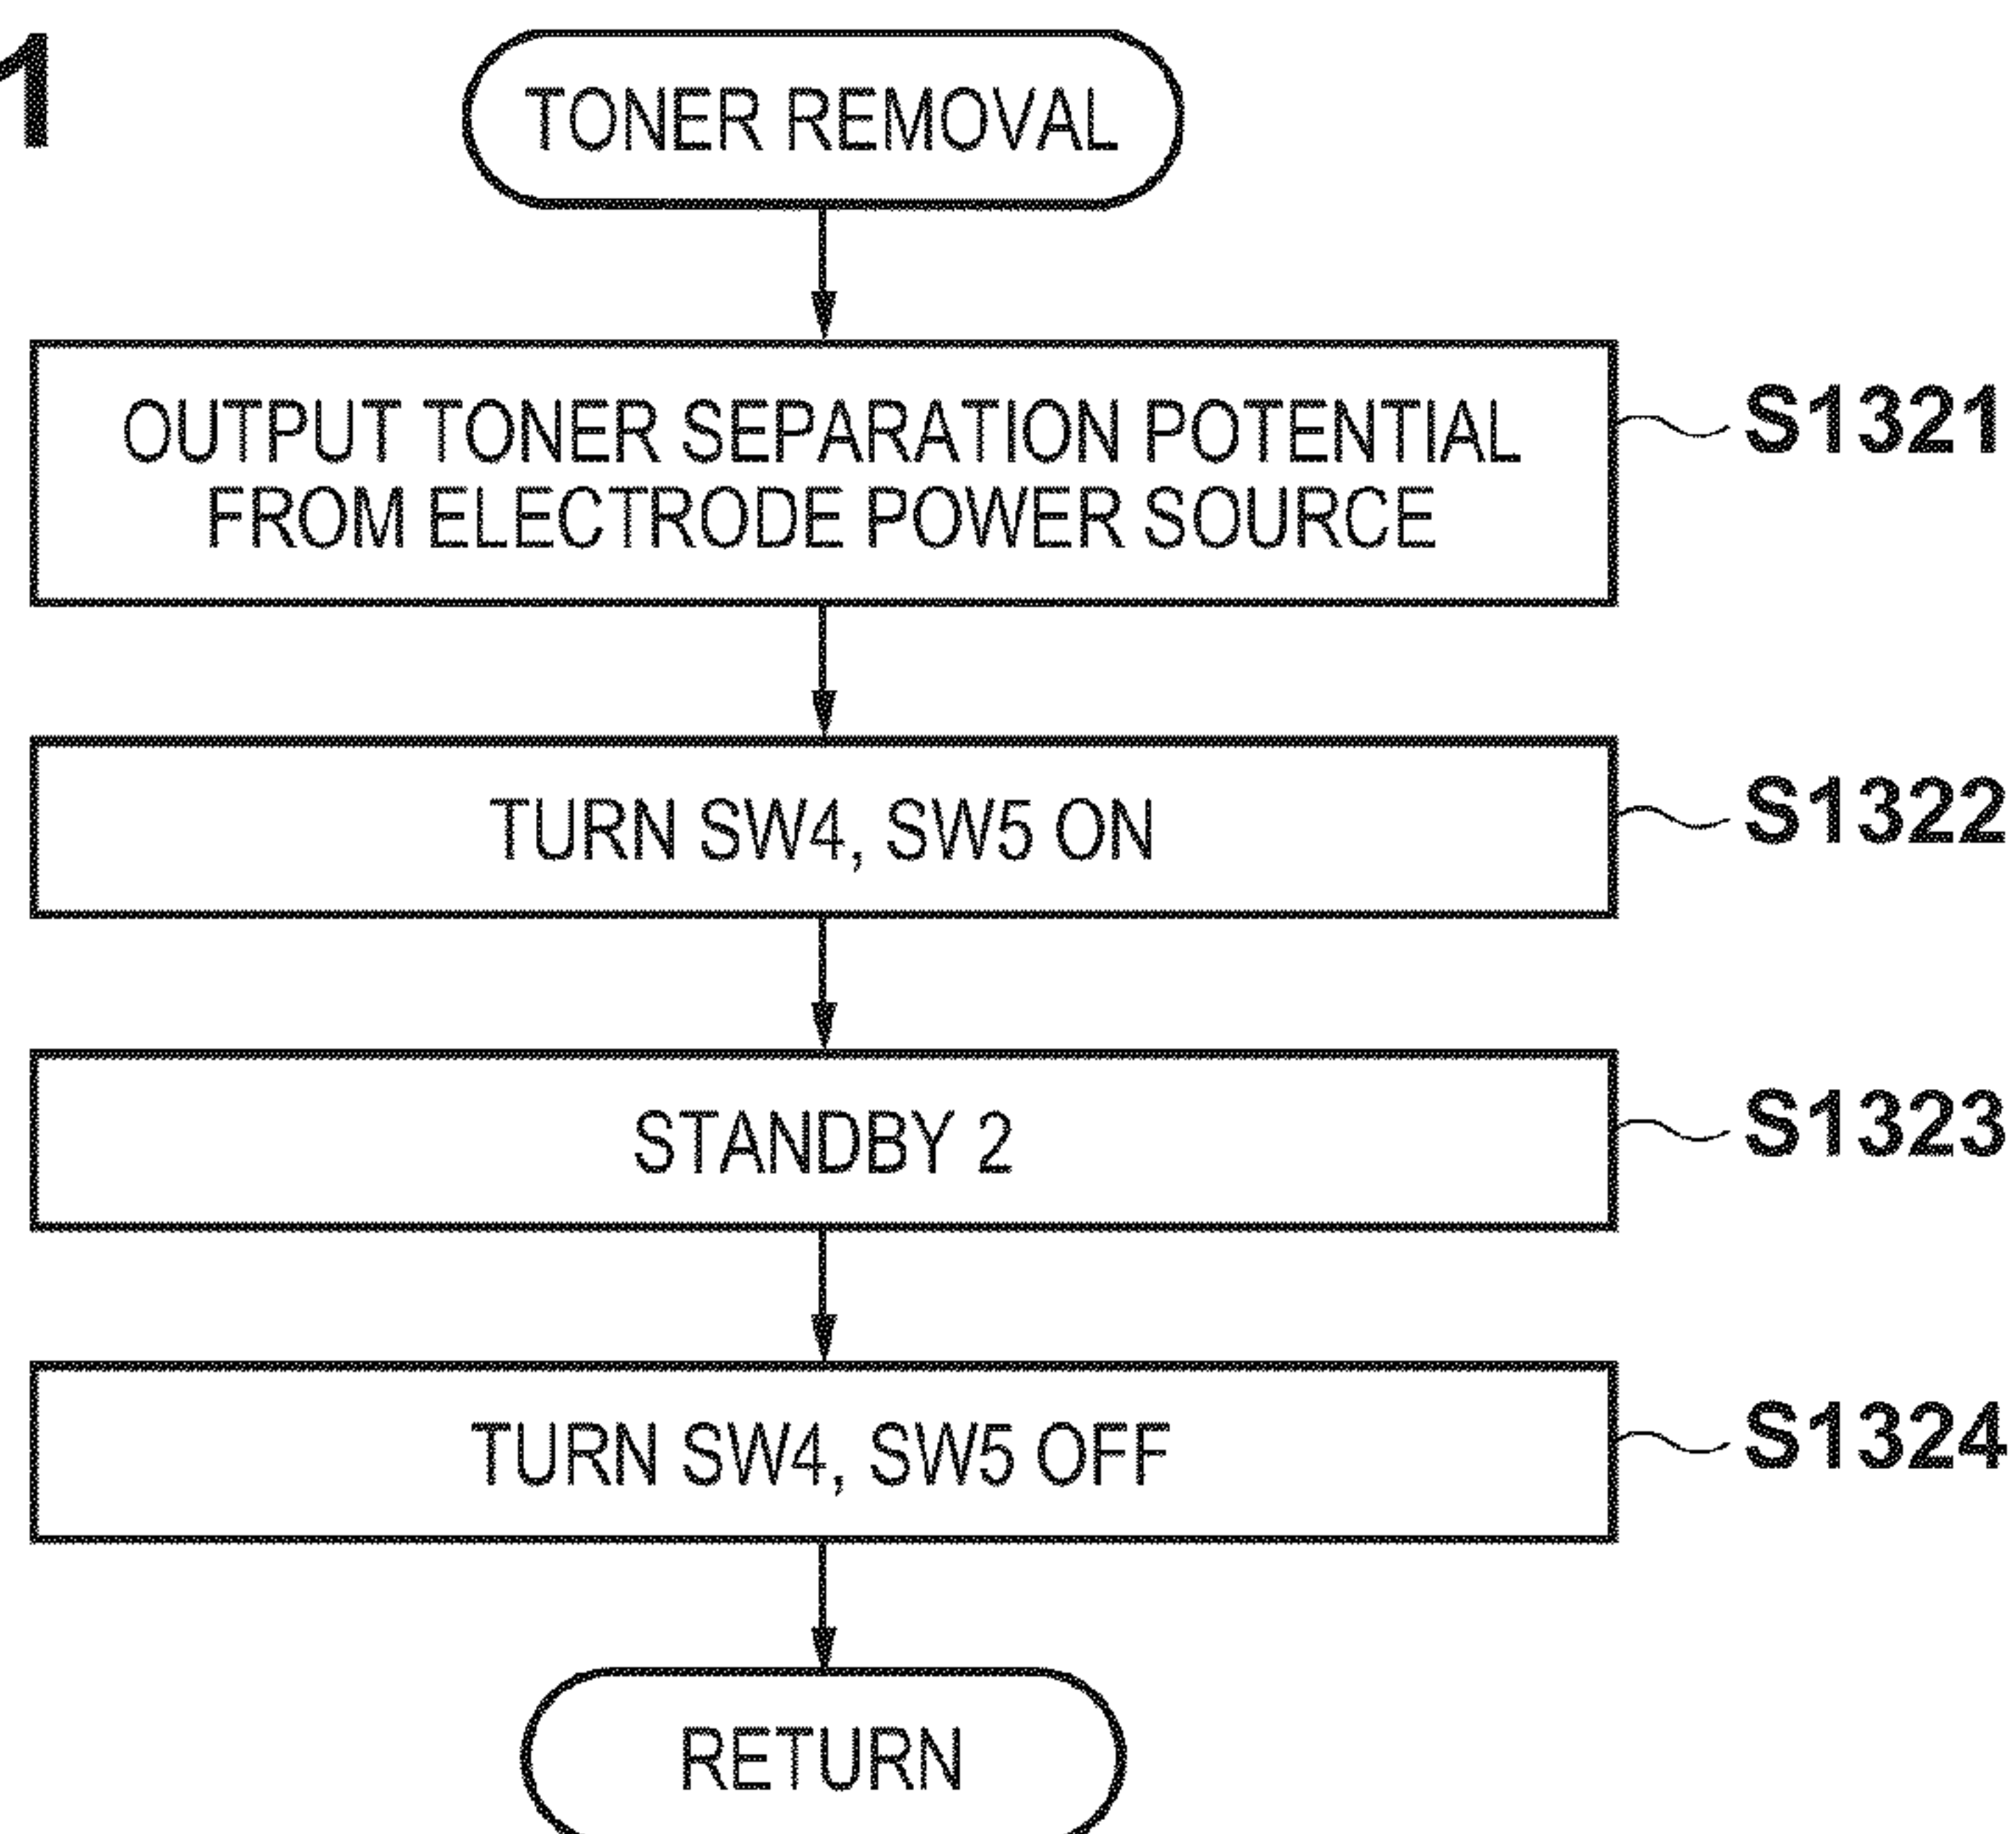 1
TONER REMOVAL
OUTPUT TONER SEPARATION POTENTIAL
FROM ELECTRODE POWER SOURCE
S1321
TURN SW4, SW5 ON
S1322
STANDBY 2
S1323
TURN SW4, SW5 OFF
S1324
RETURN